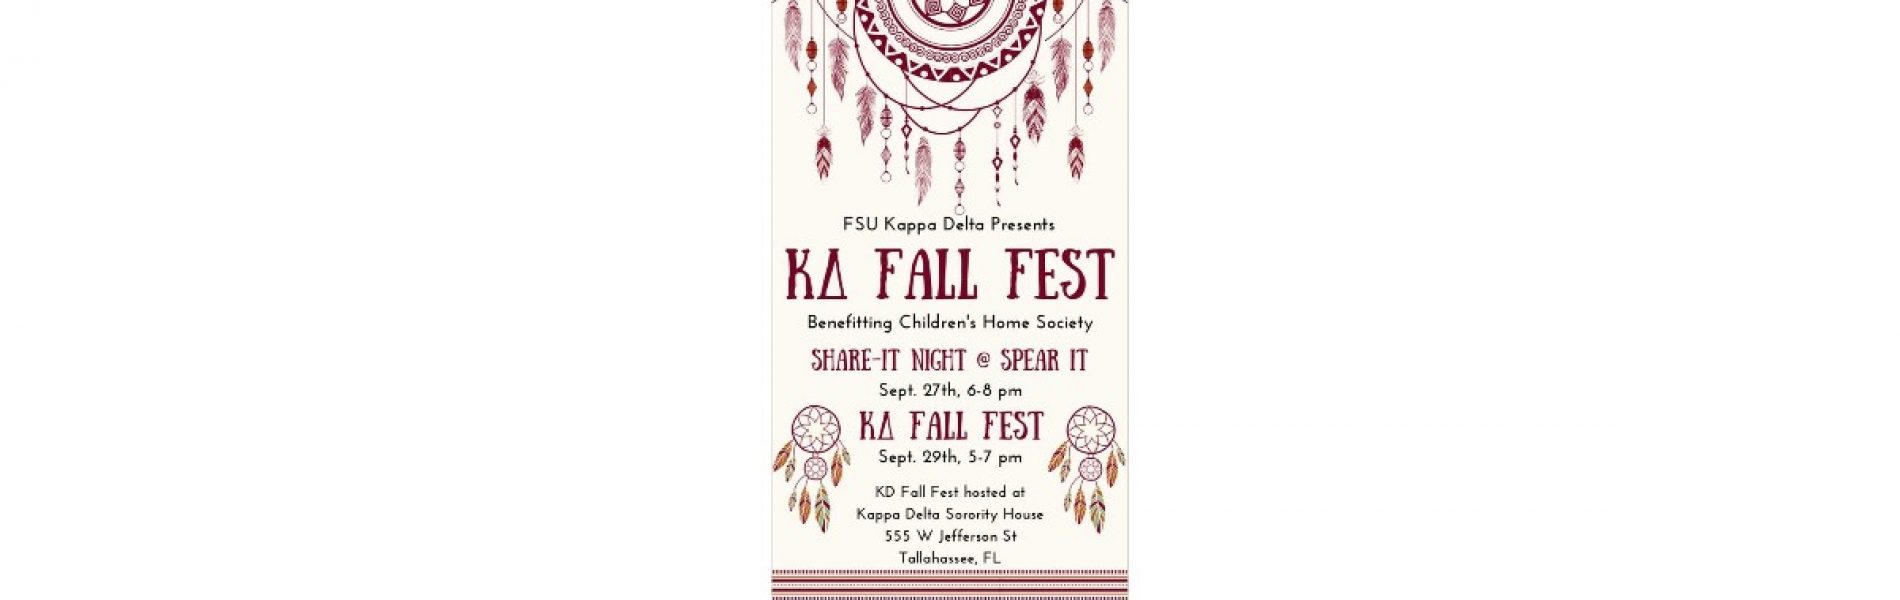 FSU Kappa Delta Presents
KΔ FALL FEST
Benefitting Children's Home Society
SHARE-IT NIGHT @ SPEAR IT
Sept. 27th, 6-8 pm
KΔ FALL FEST
Sept. 29th, 5-7 pm
KD Fall Fest hosted at
Kappa Delta Sorority House
555 W Jefferson St
Tallahassee, FL